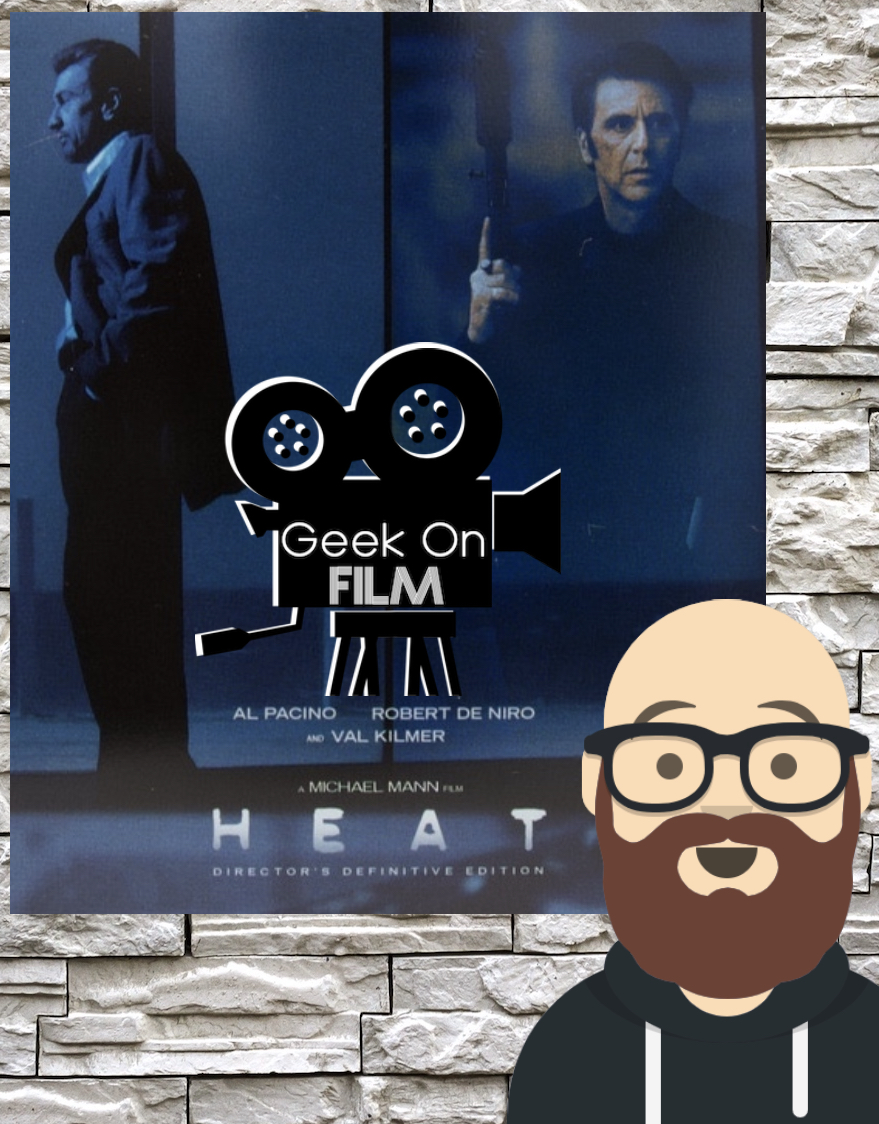 Geek On
FILM
AL PACINO ROBERT DE NIRO
AND VAL KILMER
A MICHAEL MANN FILM
HEAT
DIRECTOR'S DEFINITIVE EDITION